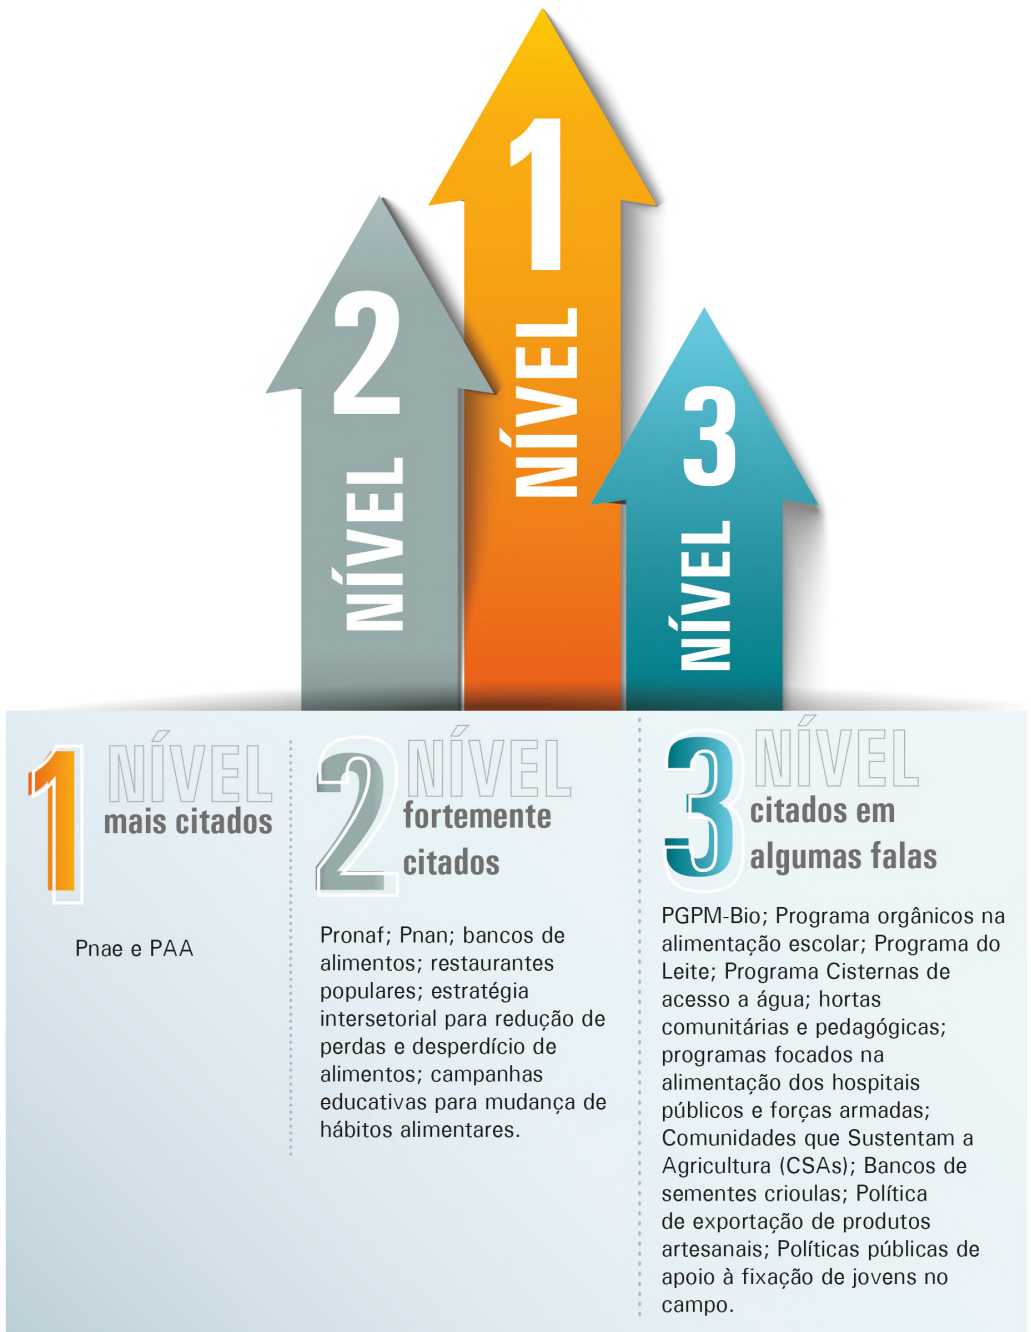 1
NÍVEL
2
NÍVEL
3
NÍVEL
1 NÍVEL
mais citados
Pnae e PAA
2 NÍVEL
fortemente
citados
Pronaf; Pnan; bancos de
alimentos; restaurantes
populares; estratégia
intersetorial para redução de
perdas e desperdício de
alimentos; campanhas
educativas para mudança de
hábitos alimentares.
3 NÍVEL
citados em
algumas falas
PGPM-Bio; Programa orgânicos na
alimentação escolar; Programa do
Leite; Programa Cisternas de
acesso a água; hortas
comunitárias e pedagógicas;
programas focados na
alimentação dos hospitais
públicos e forças armadas;
Comunidades que Sustentam a
Agricultura (CSAs); Bancos de
sementes crioulas; Política
de exportação de produtos
artesanais; Políticas públicas de
apoio à fixação de jovens no
campo.